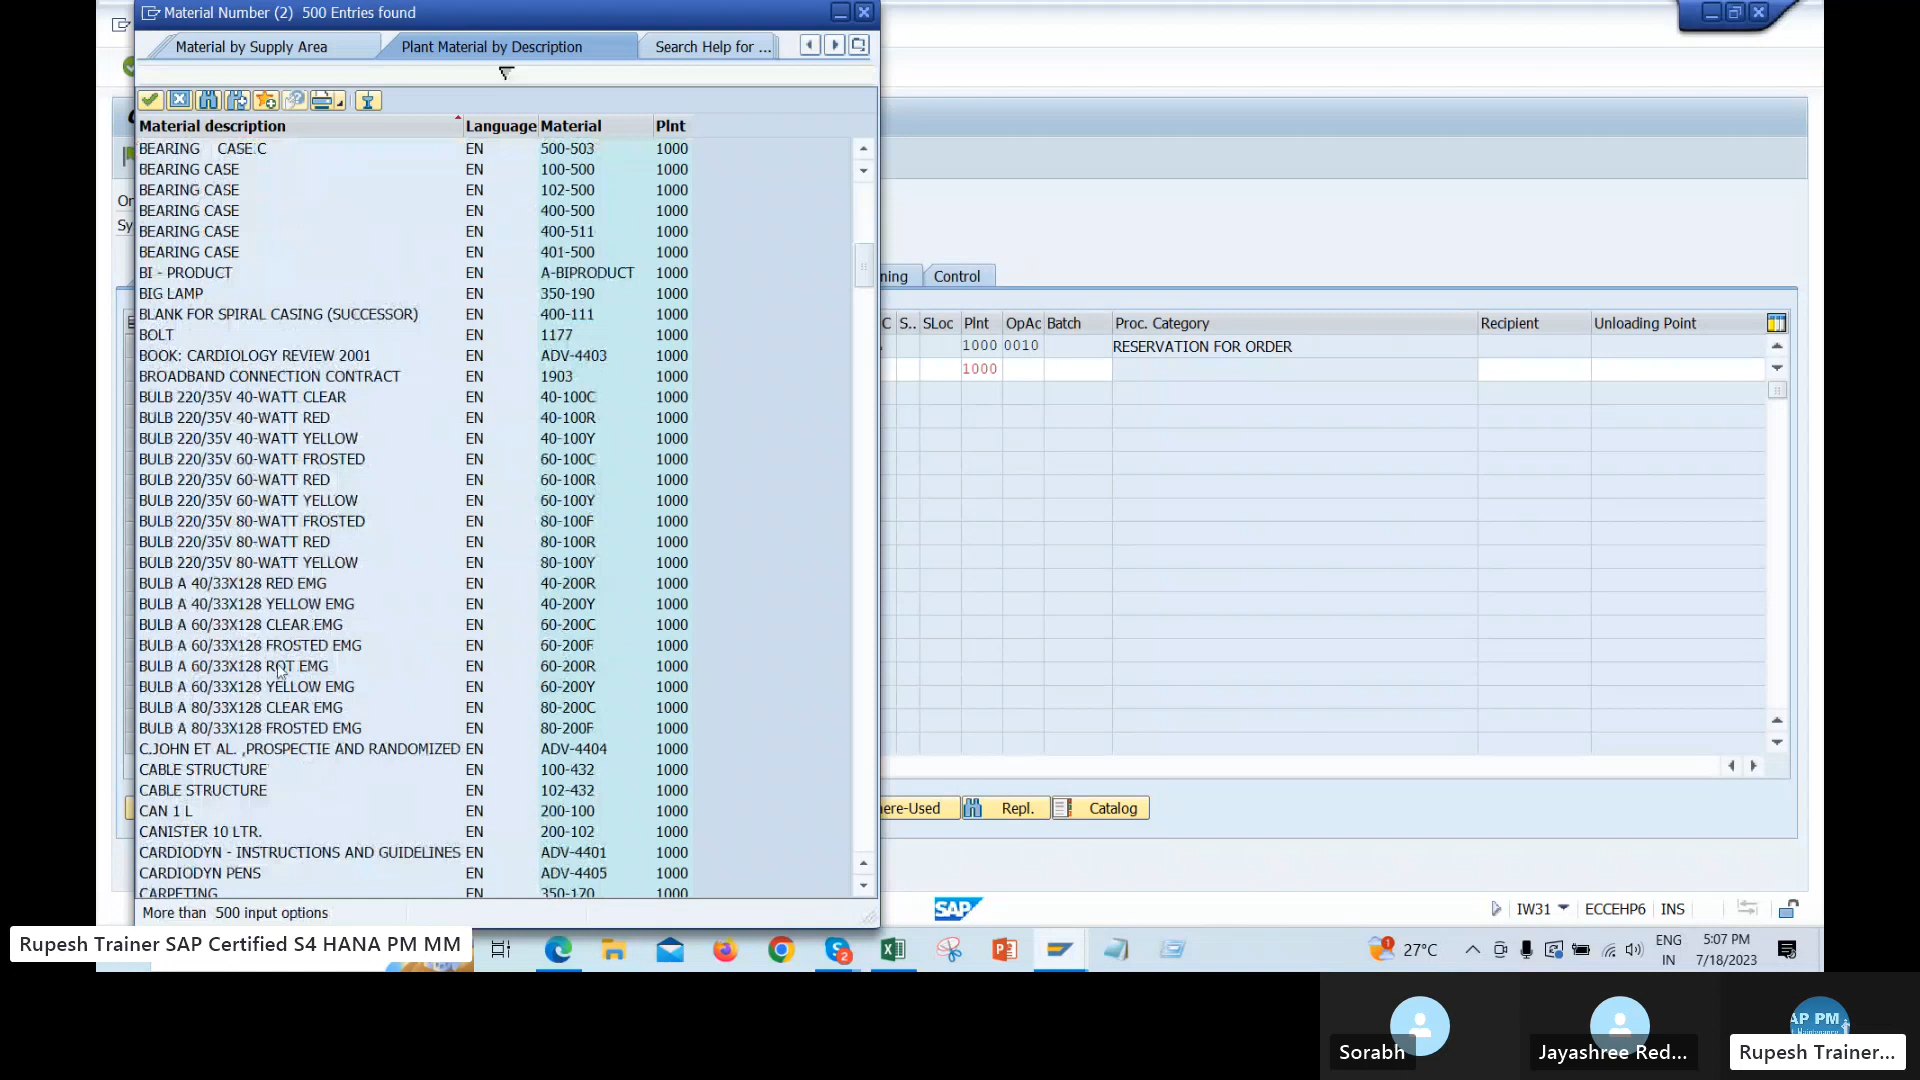 Material Number (2) 500 Entries found
Material by Supply Area
Plant Material by Description
Search Help for ...
Material description Language Material Plnt
BEARING CASE C EN 500-503 1000
BEARING CASE EN 100-500 1000
BEARING CASE EN 102-500 1000
BEARING CASE EN 400-500 1000
BEARING CASE EN 400-511 1000
BEARING CASE EN 401-500 1000
BI - PRODUCT EN A-BIPRODUCT 1000
BIG LAMP EN 350-190 1000
BLANK FOR SPIRAL CASING (SUCCESSOR) EN 400-111 1000
BOLT EN 1177 1000
BOOK: CARDIOLOGY REVIEW 2001 EN ADV-4403 1000
BROADBAND CONNECTION CONTRACT EN 1903 1000
BULB 220/35V 40-WATT CLEAR EN 40-100C 1000
BULB 220/35V 40-WATT RED EN 40-100R 1000
BULB 220/35V 40-WATT YELLOW EN 40-100Y 1000
BULB 220/35V 60-WATT FROSTED EN 60-100C 1000
BULB 220/35V 60-WATT RED EN 60-100R 1000
BULB 220/35V 60-WATT YELLOW EN 60-100Y 1000
BULB 220/35V 80-WATT FROSTED EN 80-100F 1000
BULB 220/35V 80-WATT RED EN 80-100R 1000
BULB 220/35V 80-WATT YELLOW EN 80-100Y 1000
BULB A 40/33X128 RED EMG EN 40-200R 1000
BULB A 40/33X128 YELLOW EMG EN 40-200Y 1000
BULB A 60/33X128 CLEAR EMG EN 60-200C 1000
BULB A 60/33X128 FROSTED EMG EN 60-200F 1000
BULB A 60/33X128 ROT EMG EN 60-200R 1000
BULB A 60/33X128 YELLOW EMG EN 60-200Y 1000
BULB A 80/33X128 CLEAR EMG EN 80-200C 1000
BULB A 80/33X128 FROSTED EMG EN 80-200F 1000
C.JOHN ET AL. ,PROSPECTIE AND RANDOMIZED EN ADV-4404 1000
CABLE STRUCTURE EN 100-432 1000
CABLE STRUCTURE EN 102-432 1000
CAN 1 L EN 200-100 1000
CANISTER 10 LTR. EN 200-102 1000
CARDIODYN - INSTRUCTIONS AND GUIDELINES EN ADV-4401 1000
CARDIODYN PENS EN ADV-4405 1000
CARPETING EN 350-170 1000
More than 500 input options
Or
Sy
ning Control
C S.. SLoc Plnt OpAc Batch Proc. Category Recipient Unloading Point
1000 0010 RESERVATION FOR ORDER
1000
ere-Used Repl. Catalog
SAP IW31 ECCEHP6 INS
Rupesh Trainer SAP Certified S4 HANA PM MM
2
1 27°C
ENG
IN
5:07 PM
7/18/2023
AP PM
Sorabh
Jayashree Red...
Rupesh Trainer...